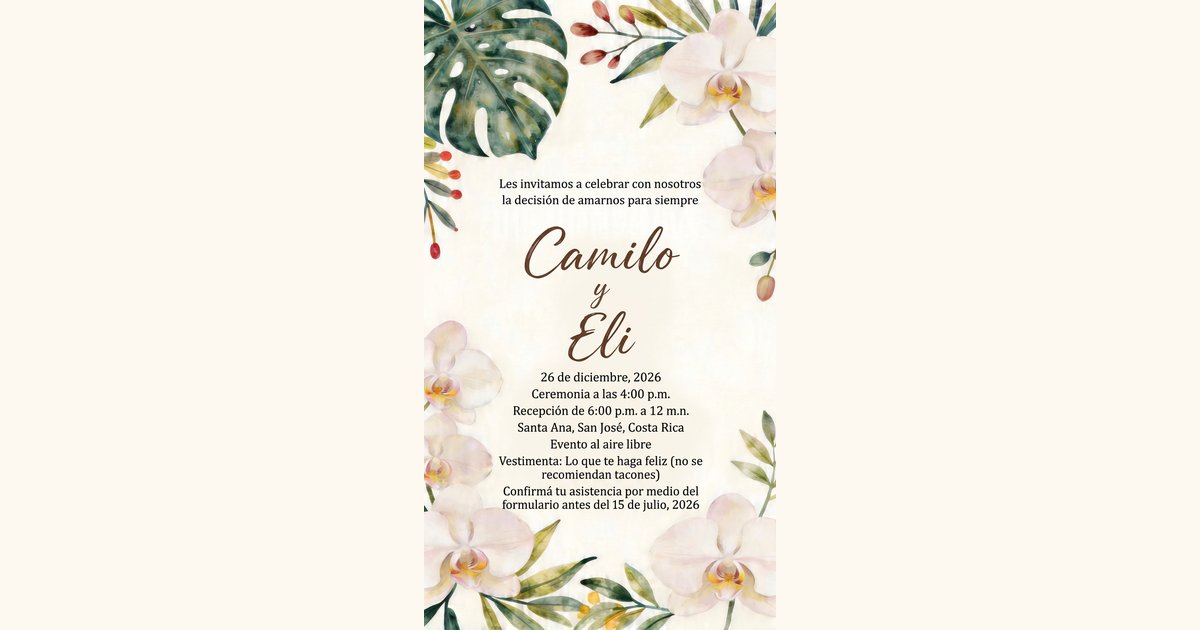 Les invitamos a celebrar con nosotros
la decisión de amarnos para siempre
Camilo
y
Eli
26 de diciembre, 2026
Ceremonia a las 4:00 p.m.
Recepción de 6:00 p.m. a 12 m.n.
Santa Ana, San José, Costa Rica
Evento al aire libre
Vestimenta: Lo que te haga feliz (no se
recomiendan tacones)
Confirmá tu asistencia por medio del
formulario antes del 15 de julio, 2026